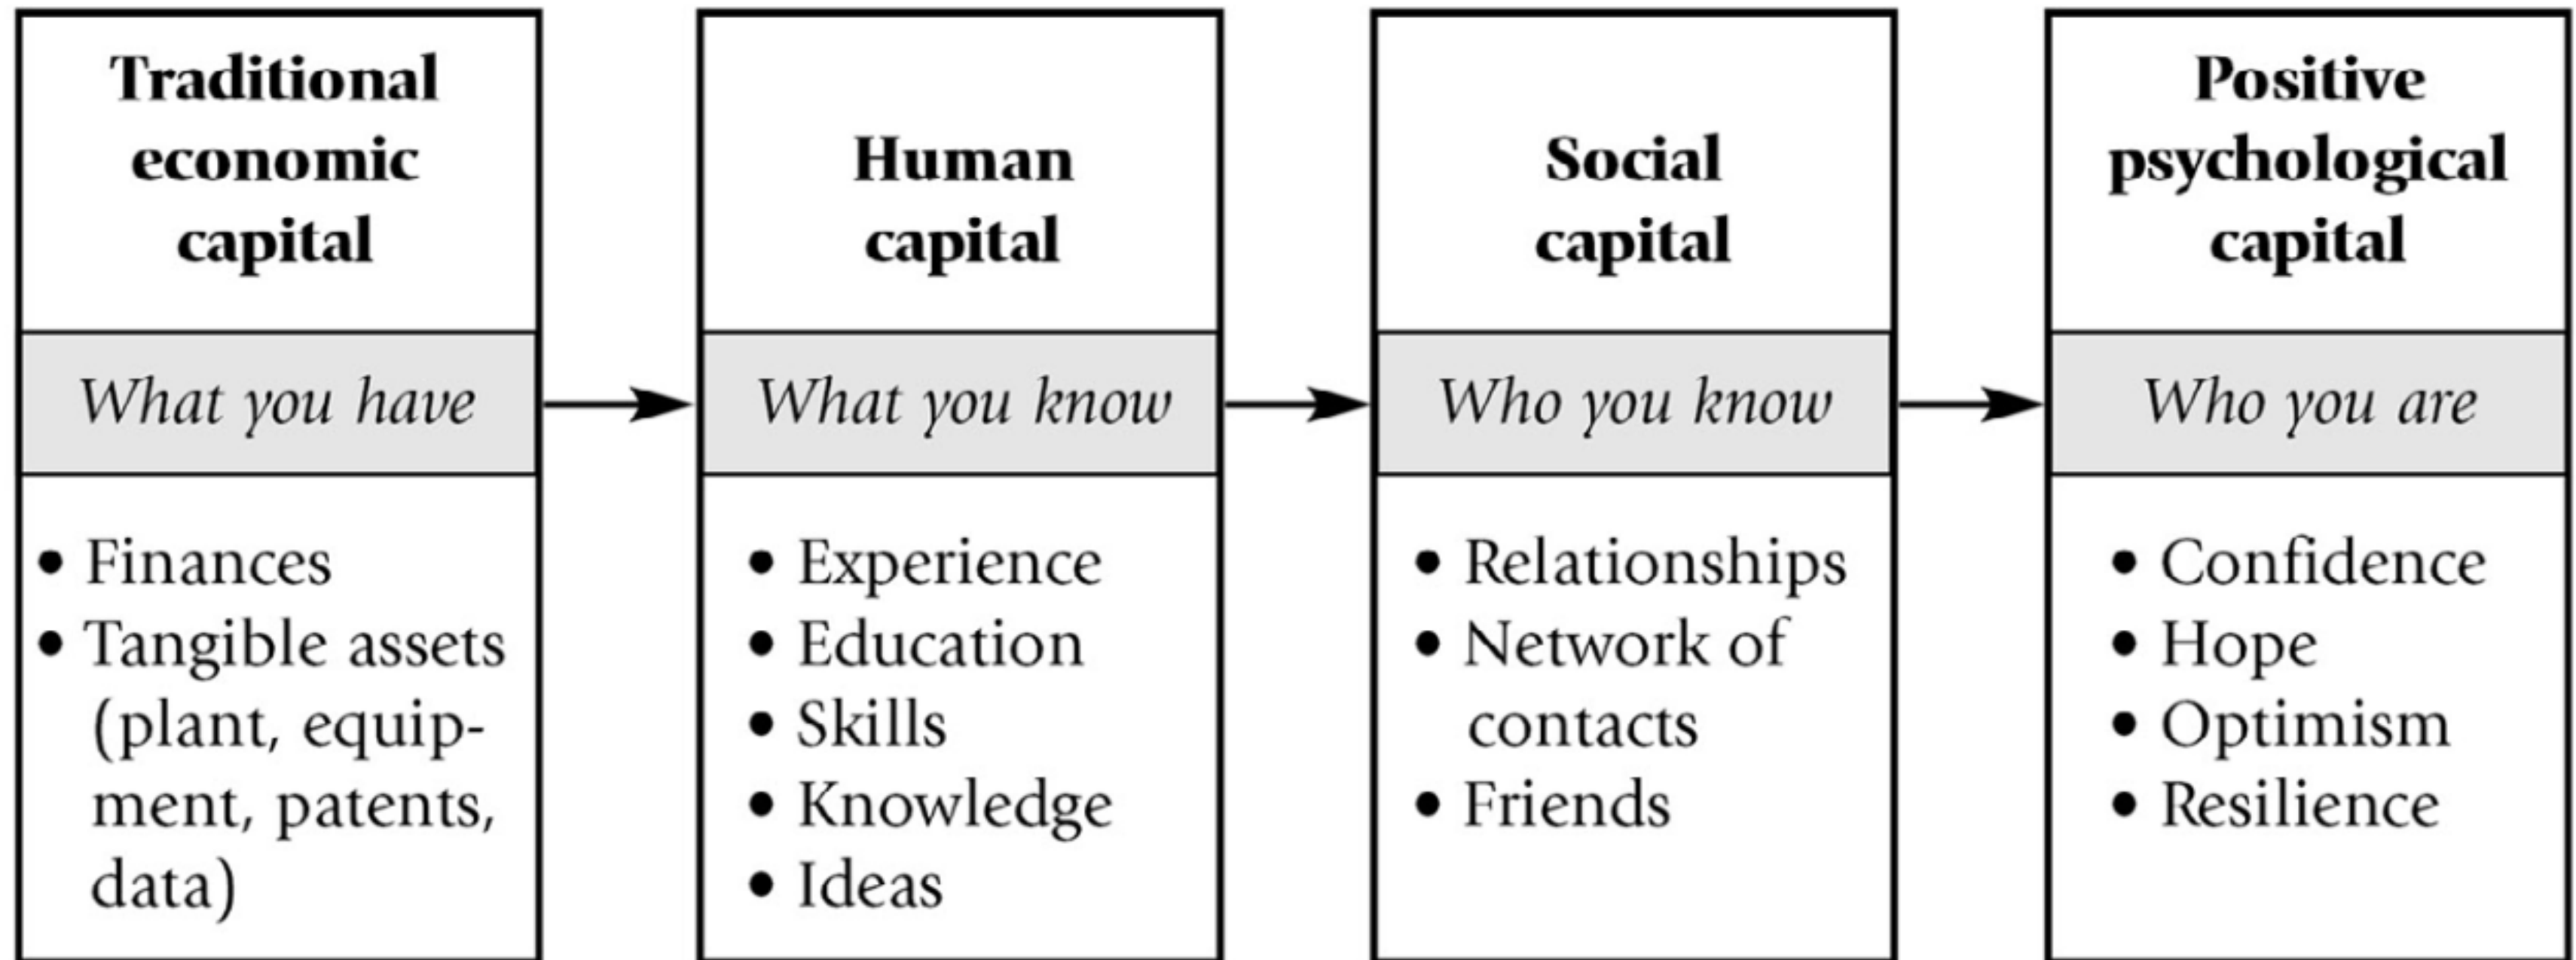 Traditional
economic
capital
What you have
• Finances
• Tangible assets
(plant, equip-
ment, patents,
data)
Human
capital
What you know
• Experience
• Education
• Skills
• Knowledge
• Ideas
Social
capital
Who you know
• Relationships
• Network of
contacts
• Friends
Positive
psychological
capital
Who you are
• Confidence
• Hope
• Optimism
• Resilience